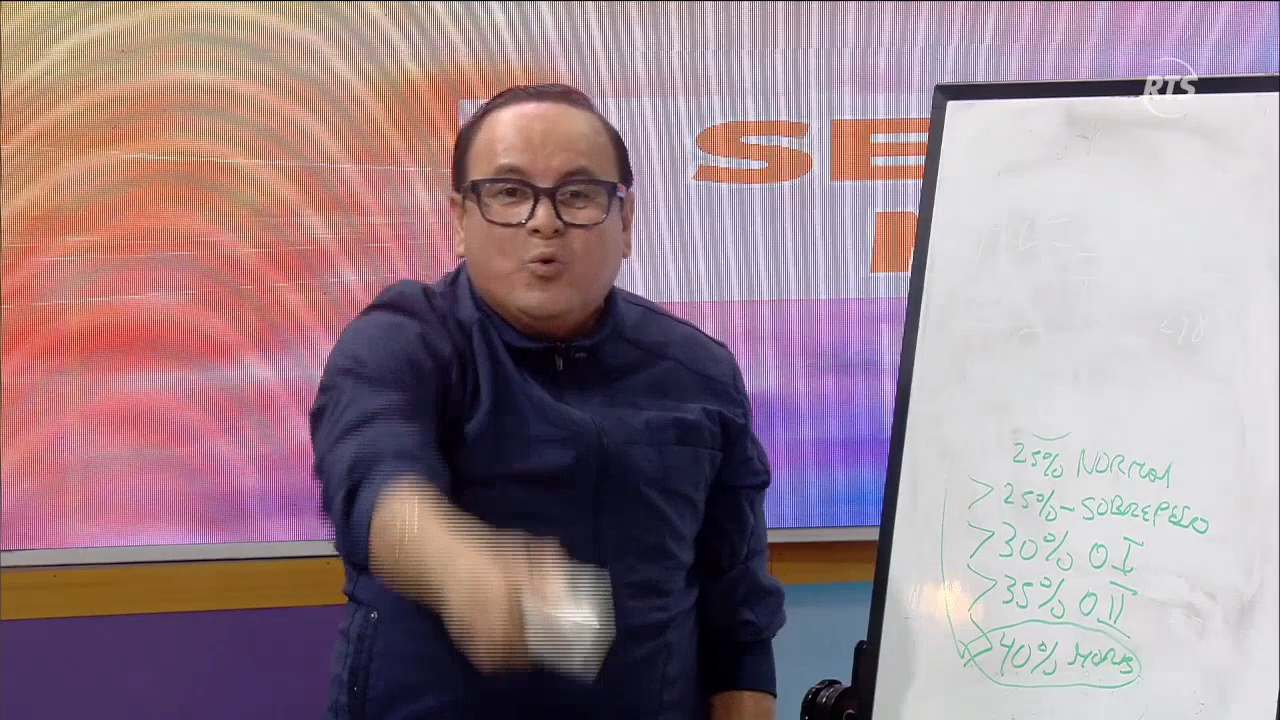 RTS
SE
25% NORMAL
> 25% - SOBREPESO
> 30% O I
> 35% O II
> 40% MORB